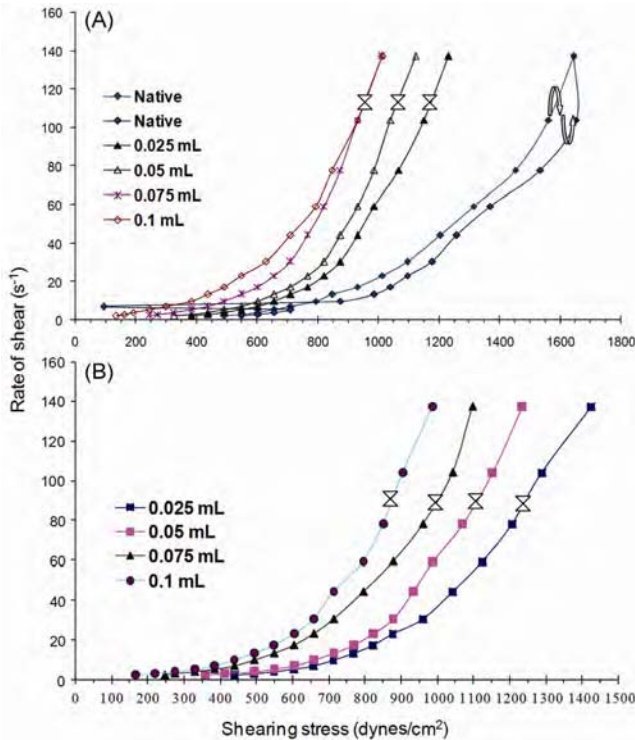 (A)
160
140
120
100
80
60
40
20
0
Native
Native
0.025 mL
0.05 mL
0.075 mL
0.1 mL
0 200 400 600 800 1000 1200 1400 1600 1800
Rate of shear (s⁻¹)
(B)
160
140
120
100
80
60
40
20
0
0.025 mL
0.05 mL
0.075 mL
0.1 mL
0 100 200 300 400 500 600 700 800 900 1000 1100 1200 1300 1400 1500
Shearing stress (dynes/cm²)